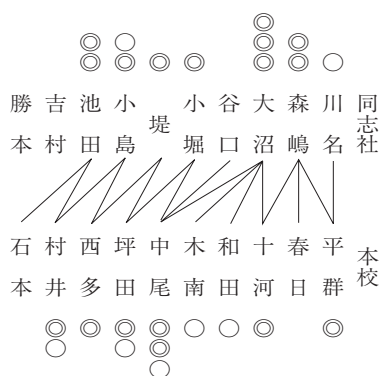 同志社
川名
森嶋
大沼
谷口
小堀
堤
小島
池田
吉村
勝本
本校
平群
春日
十河
和田
木南
中尾
坪田
西多
村井
石本